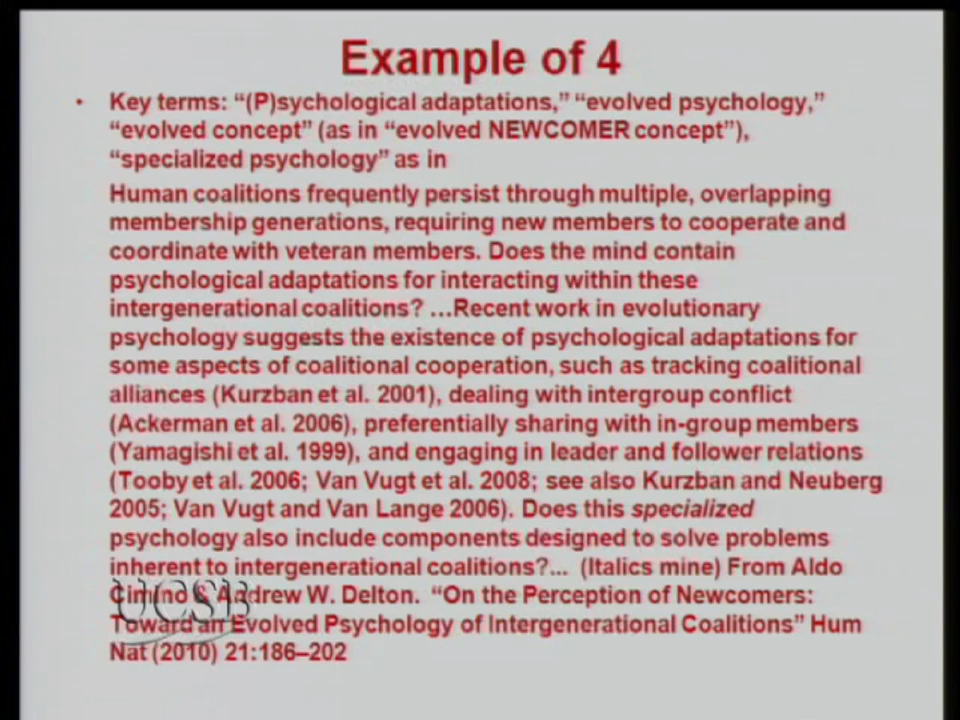 Example of 4
• Key terms: “(P)sychological adaptations,” “evolved psychology,”
“evolved concept” (as in “evolved NEWCOMER concept”),
“specialized psychology” as in
Human coalitions frequently persist through multiple, overlapping
membership generations, requiring new members to cooperate and
coordinate with veteran members. Does the mind contain
psychological adaptations for interacting within these
intergenerational coalitions? ...Recent work in evolutionary
psychology suggests the existence of psychological adaptations for
some aspects of coalitional cooperation, such as tracking coalitional
alliances (Kurzban et al. 2001), dealing with intergroup conflict
(Ackerman et al. 2006), preferentially sharing with in-group members
(Yamagishi et al. 1999), and engaging in leader and follower relations
(Tooby et al. 2006; Van Vugt et al. 2008; see also Kurzban and Neuberg
2005; Van Vugt and Van Lange 2006). Does this specialized
psychology also include components designed to solve problems
inherent to intergenerational coalitions?... (Italics mine) From Aldo
Cimino & Andrew W. Delton. “On the Perception of Newcomers:
Toward an Evolved Psychology of Intergenerational Coalitions” Hum
Nat (2010) 21:186–202
UCSB